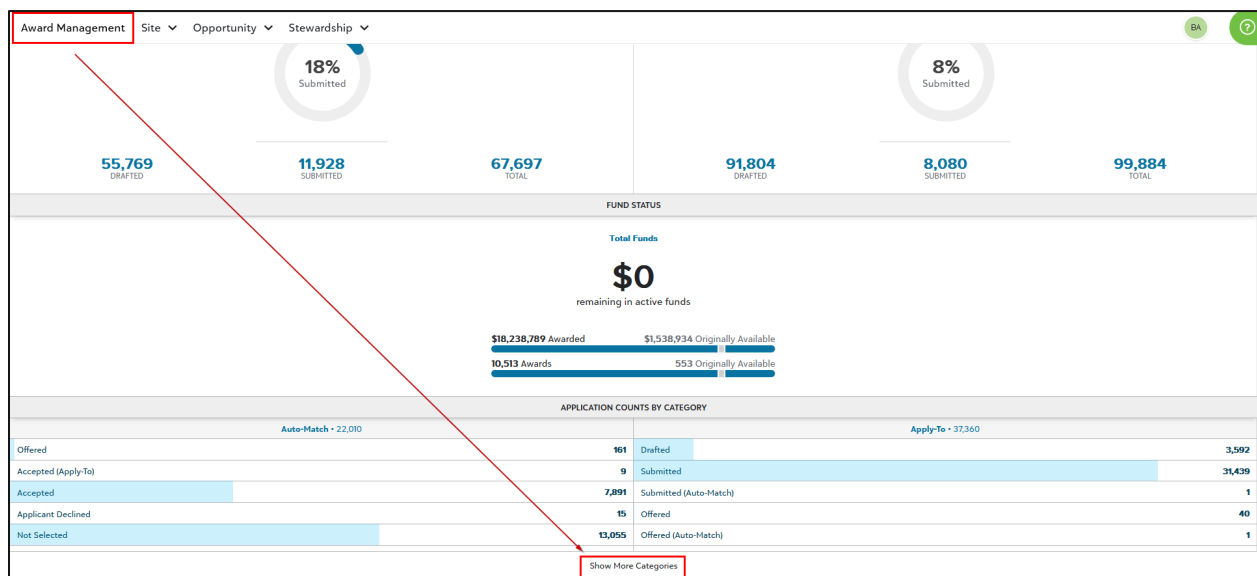 Award Management Site Opportunity Stewardship BA ?
18% 8%
Submitted Submitted
55,769 11,928 67,697 91,804 8,080 99,884
DRAFTED SUBMITTED TOTAL DRAFTED SUBMITTED TOTAL
FUND STATUS
Total Funds
$0
remaining in active funds
$18,238,789 Awarded $1,538,934 Originally Available
10,513 Awards 553 Originally Available
APPLICATION COUNTS BY CATEGORY
Auto-Match • 22,010 Apply-To • 37,360
Offered 161 Drafted 3,592
Accepted (Apply-To) 9 Submitted 31,439
Accepted 7,891 Submitted (Auto-Match) 1
Applicant Declined 15 Offered 40
Not Selected 13,055 Offered (Auto-Match) 1
Show More Categories